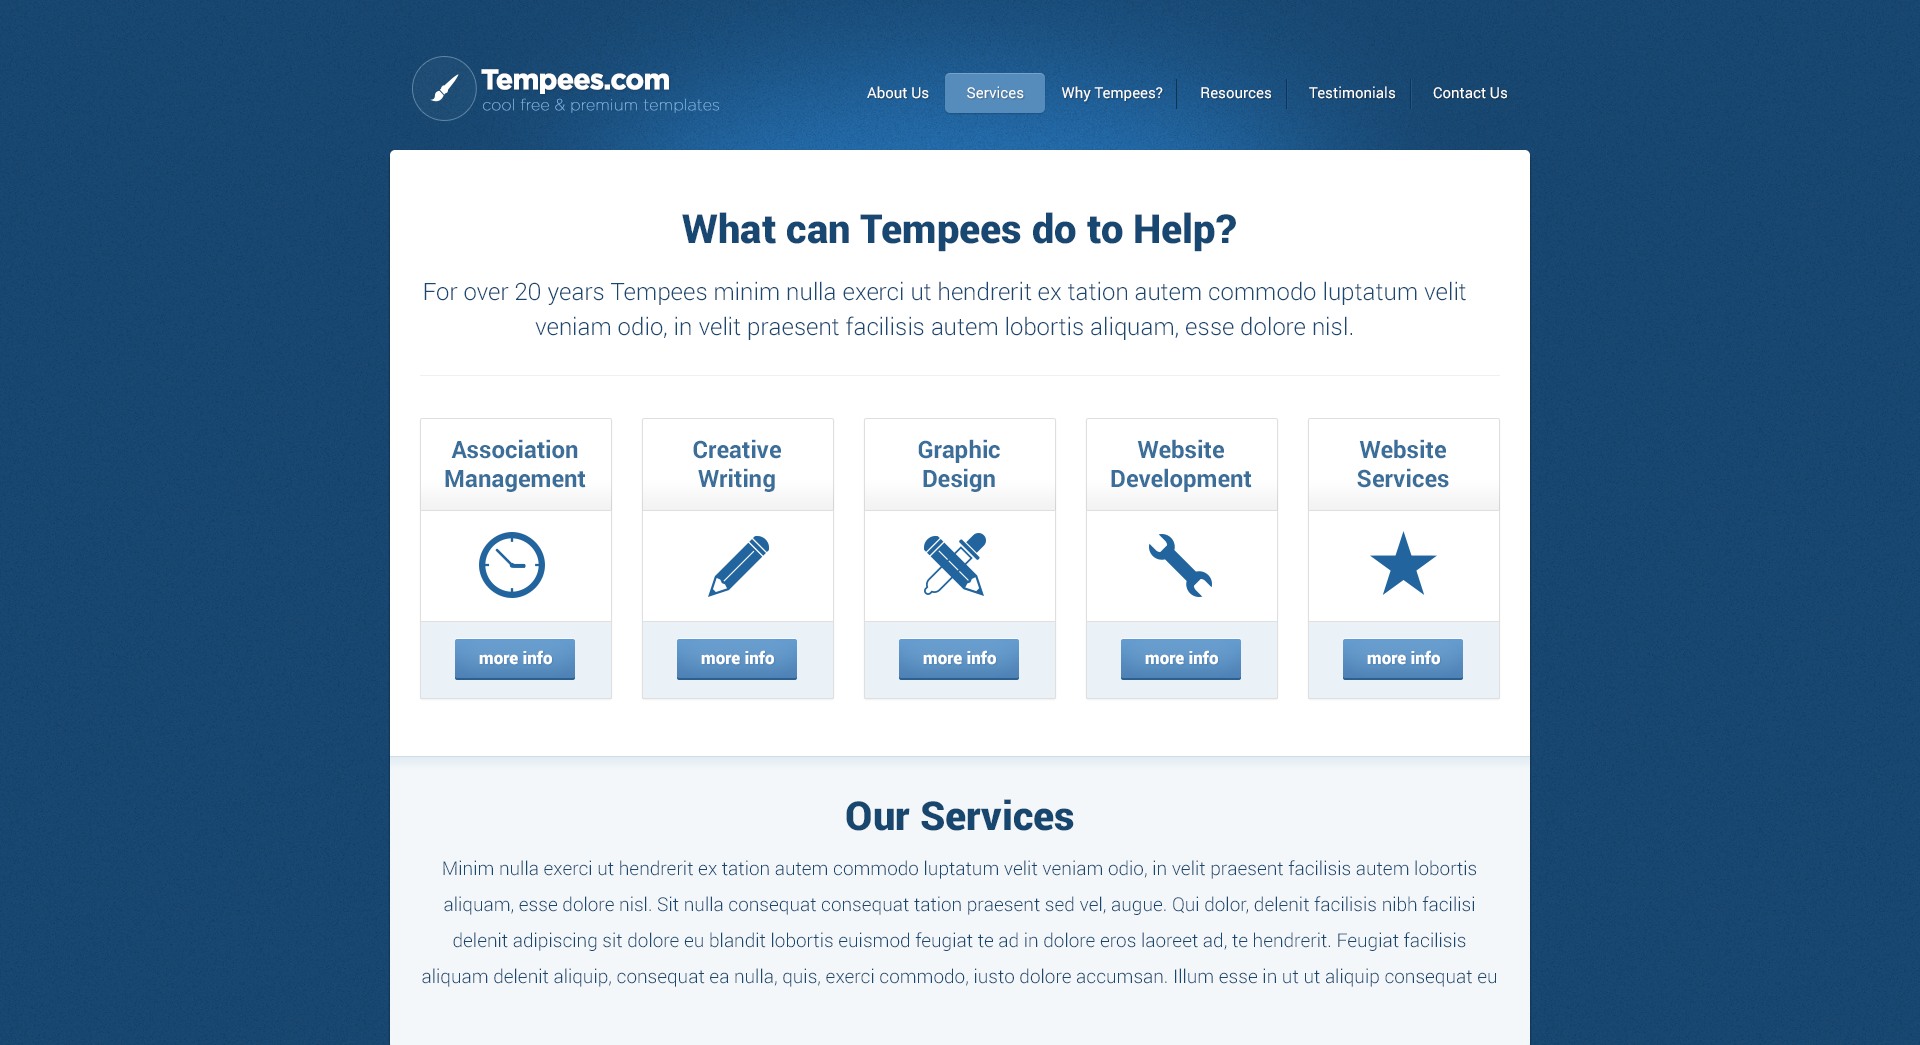 Tempees.com
cool free & premium templates
About Us
Services
Why Tempees?
Resources
Testimonials
Contact Us
What can Tempees do to Help?
For over 20 years Tempees minim nulla exerci ut hendrerit ex tation autem commodo luptatum velit
veniam odio, in velit praesent facilisis autem lobortis aliquam, esse dolore nisl.
Association
Management
more info
Creative
Writing
more info
Graphic
Design
more info
Website
Development
more info
Website
Services
more info
Our Services
Minim nulla exerci ut hendrerit ex tation autem commodo luptatum velit veniam odio, in velit praesent facilisis autem lobortis
aliquam, esse dolore nisl. Sit nulla consequat consequat tation praesent sed vel, augue. Qui dolor, delenit facilisis nibh facilisi
delenit adipiscing sit dolore eu blandit lobortis euismod feugiat te ad in dolore eros laoreet ad, te hendrerit. Feugiat facilisis
aliquam delenit aliquip, consequat ea nulla, quis, exerci commodo, iusto dolore accumsan. Illum esse in ut ut aliquip consequat eu